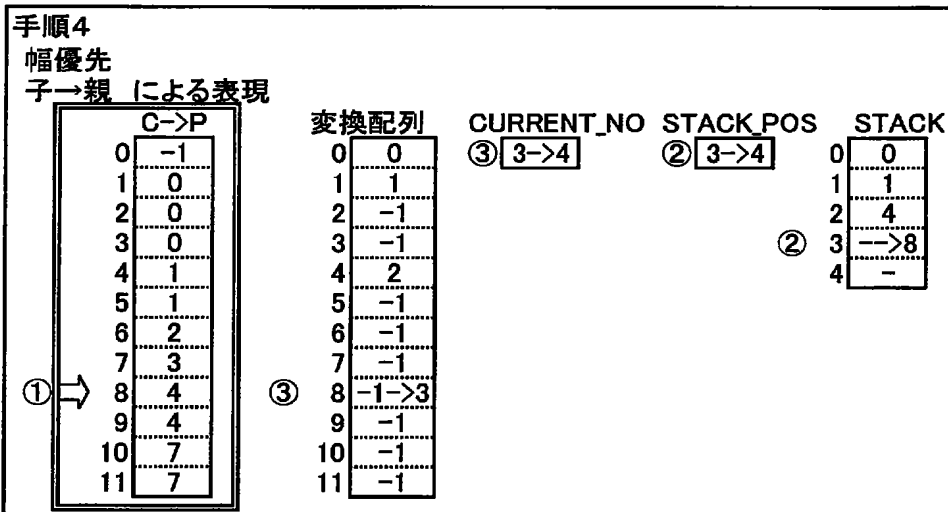 手順4
幅優先
子→親 による表現
C->P 変換配列 CURRENT_NO STACK_POS STACK
0 -1 0 0 ③ 3->4 ② 3->4 0 0
1 0 1 1 1 1
2 0 2 -1 2 4
3 0 3 -1 ② 3 -->8
4 1 4 2 4 -
5 1 5 -1
6 2 6 -1
7 3 7 -1
① 8 4 ③ 8 -1->3
9 4 9 -1
10 7 10 -1
11 7 11 -1